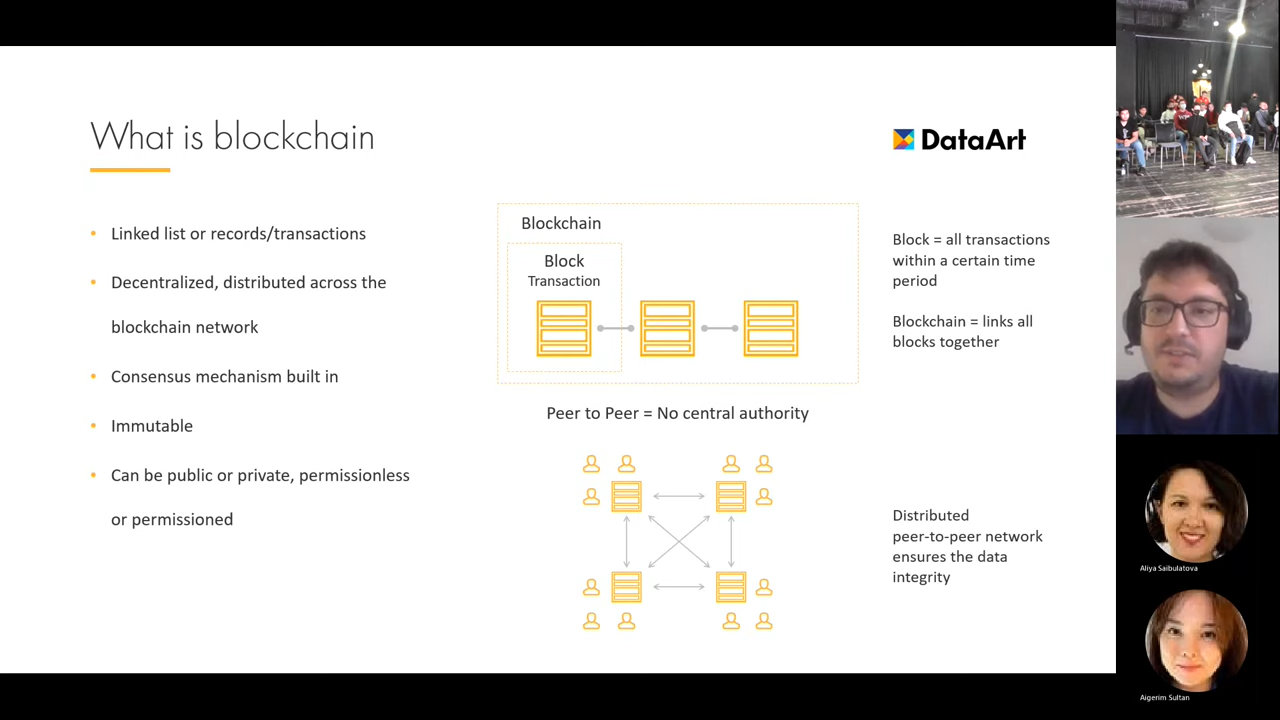 What is blockchain
DataArt
• Linked list or records/transactions
• Decentralized, distributed across the
blockchain network
• Consensus mechanism built in
• Immutable
• Can be public or private, permissionless
or permissioned
Blockchain
Block
Transaction
Block = all transactions
within a certain time
period
Blockchain = links all
blocks together
Peer to Peer = No central authority
Distributed
peer-to-peer network
ensures the data
integrity
Aliya Saibulatova
Aigerim Sultan